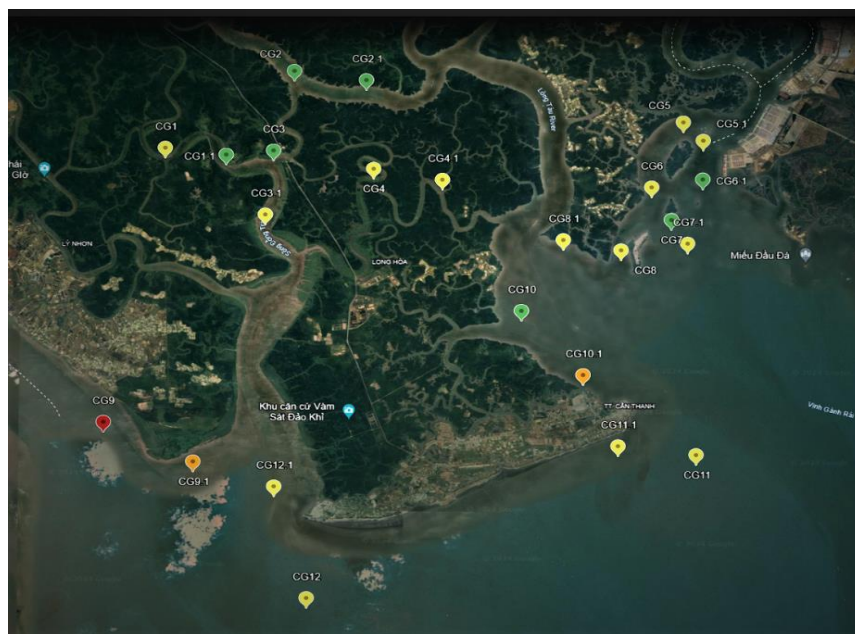 CG2
CG2 1
Lòng Tàu River
CG5
CG5 1
CG1
CG1 1
CG3
CG4
CG4 1
CG6
CG6 1
CG3 1
CG7 1
CG7
CG8 1
CG8
LÝ NHƠN
LONG HÒA
Miếu Đầu Đà
CG10
CG10 1
CG9
Khu căn cứ Vàm
Sát Đảo Khỉ
TT. CẦN THẠNH
CG11 1
CG11
CG9 1
CG12 1
CG12